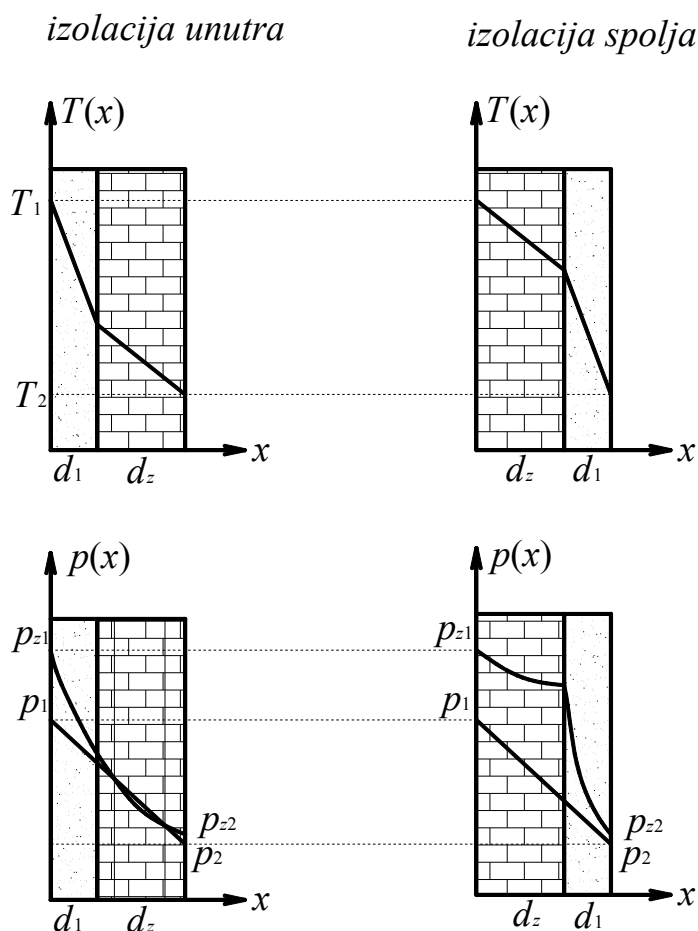 izolacija unutra
izolacija spolja
T(x)
T(x)
T1
T2
x
x
d1
dz
dz
d1
p(x)
p(x)
pz1
pz1
p1
p1
pz2
pz2
p2
p2
x
x
d1
dz
dz
d1